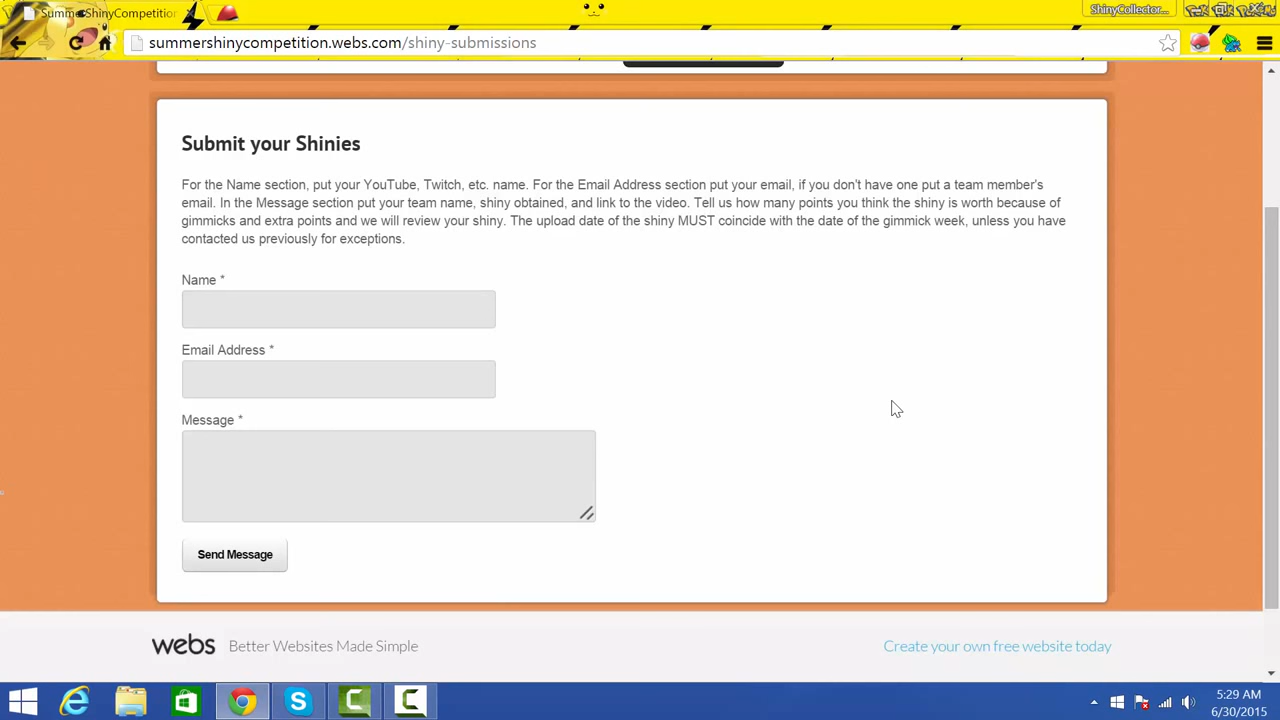 SummerShinyCompetition
ShinyCollector...
summershinycompetition.webs.com/shiny-submissions
Submit your Shinies
For the Name section, put your YouTube, Twitch, etc. name. For the Email Address section put your email, if you don't have one put a team member's
email. In the Message section put your team name, shiny obtained, and link to the video. Tell us how many points you think the shiny is worth because of
gimmicks and extra points and we will review your shiny. The upload date of the shiny MUST coincide with the date of the gimmick week, unless you have
contacted us previously for exceptions.
Name *
Email Address *
Message *
Send Message
webs Better Websites Made Simple
Create your own free website today
5:29 AM
6/30/2015